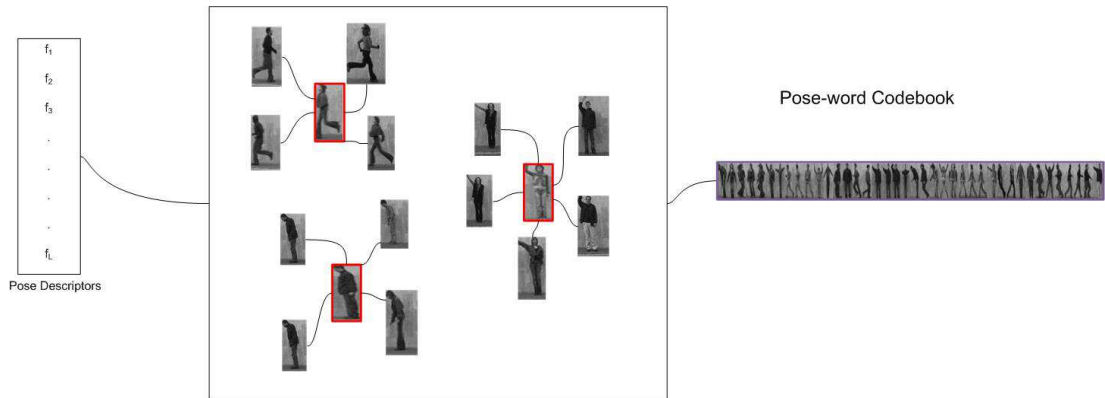 f1
f2
f3
.
.
.
.
fL
Pose Descriptors
Pose-word Codebook